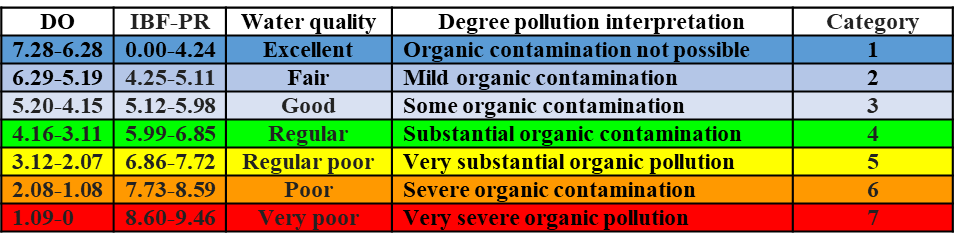 DO IBF-PR Water quality Degree pollution interpretation Category
7.28-6.28 0.00-4.24 Excellent Organic contamination not possible 1
6.29-5.19 4.25-5.11 Fair Mild organic contamination 2
5.20-4.15 5.12-5.98 Good Some organic contamination 3
4.16-3.11 5.99-6.85 Regular Substantial organic contamination 4
3.12-2.07 6.86-7.72 Regular poor Very substantial organic pollution 5
2.08-1.08 7.73-8.59 Poor Severe organic contamination 6
1.09-0 8.60-9.46 Very poor Very severe organic pollution 7